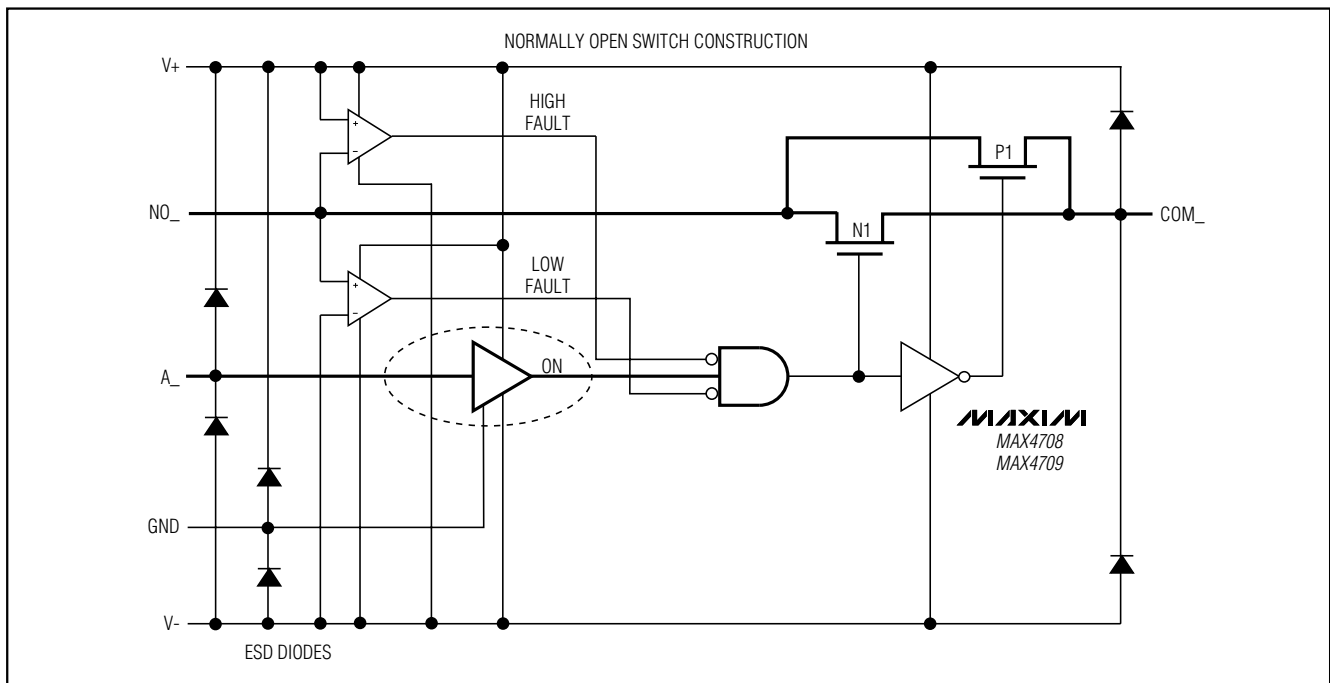 NORMALLY OPEN SWITCH CONSTRUCTION
V+
HIGH
FAULT
+
−
P1
NO_
COM_
N1
LOW
FAULT
+
−
ON
A_
MAXIM
MAX4708
MAX4709
GND
V-
ESD DIODES